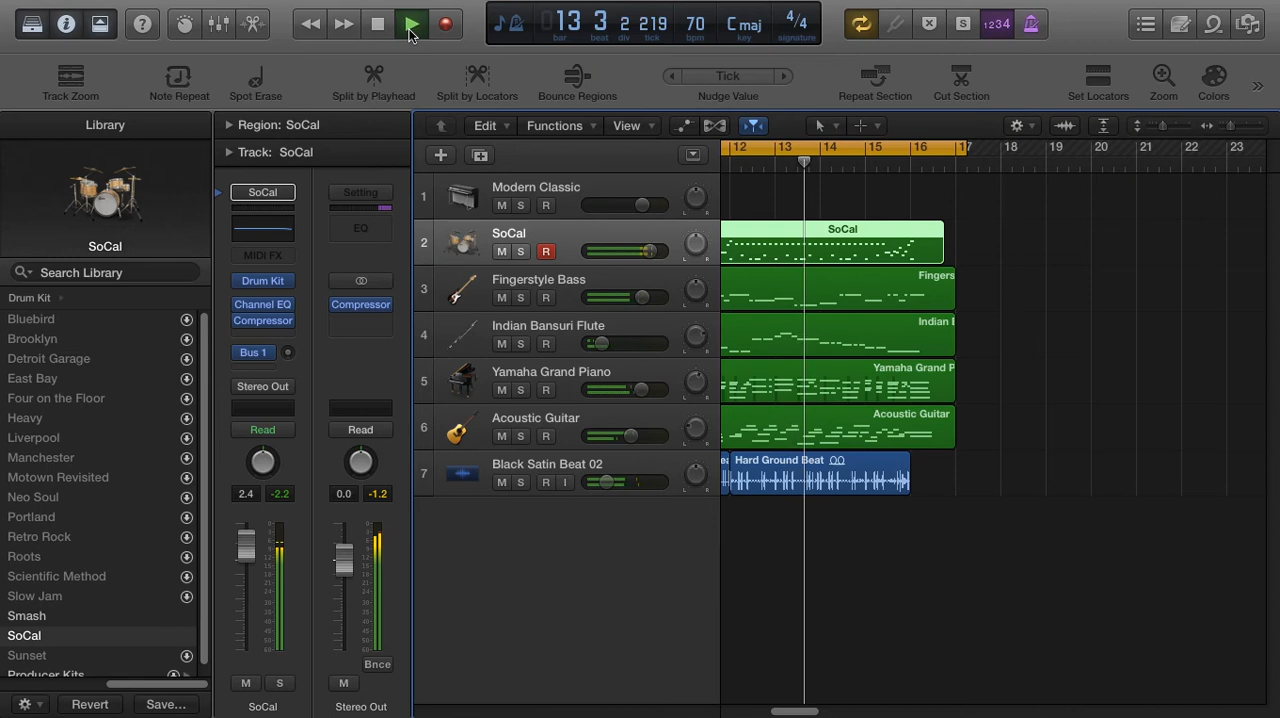 13 3 2 219 70 C maj 4/4
bar beat div tick bpm key signature
1234
Track Zoom
Note Repeat
Spot Erase
Split by Playhead
Split by Locators
Bounce Regions
Tick
Nudge Value
Repeat Section
Cut Section
Set Locators
Zoom
Colors
Library
SoCal
Search Library
Drum Kit
Bluebird
Brooklyn
Detroit Garage
East Bay
Four on the Floor
Heavy
Liverpool
Manchester
Motown Revisited
Neo Soul
Portland
Retro Rock
Roots
Scientific Method
Slow Jam
Smash
SoCal
Sunset
Producer Kits
Revert
Save...
Region: SoCal
Track: SoCal
SoCal
Setting
EQ
MIDI FX
Drum Kit
Channel EQ
Compressor
Compressor
Bus 1
Stereo Out
Read
Read
2.4 -2.2
0.0 -1.2
Bnce
M S
M
SoCal
Stereo Out
Edit
Functions
View
12 13 14 15 16 17 18 19 20 21 22 23
1 Modern Classic
M S R
2 SoCal
M S R
3 Fingerstyle Bass
M S R
4 Indian Bansuri Flute
M S R
5 Yamaha Grand Piano
M S R
6 Acoustic Guitar
M S R
7 Black Satin Beat 02
M S R I
SoCal
Fingers
Indian
Yamaha Grand P
Acoustic Guitar
Hard Ground Beat